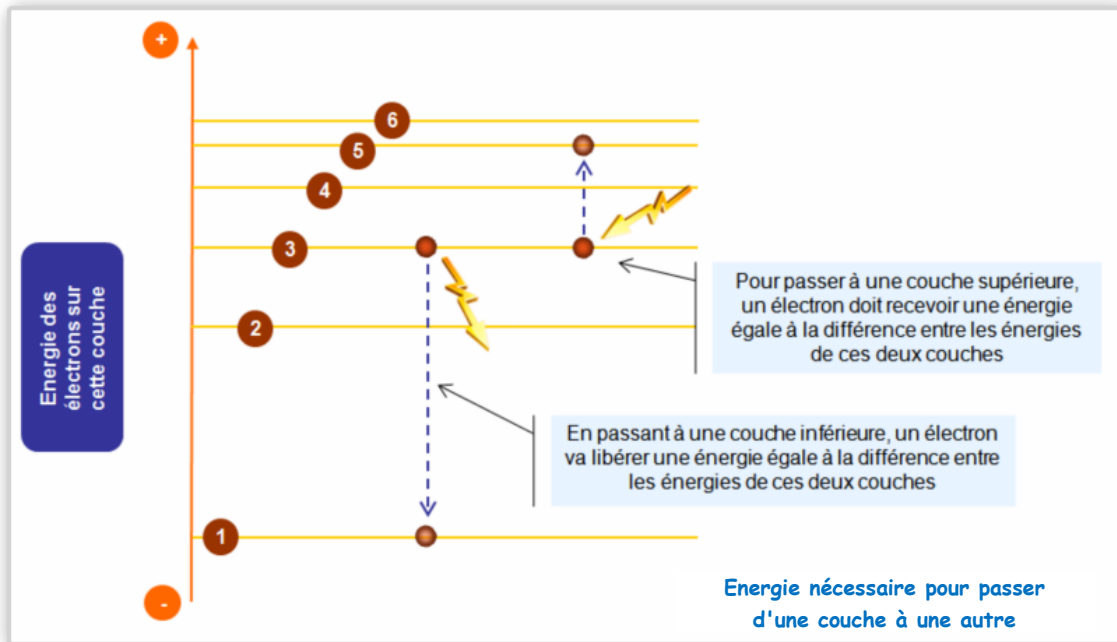 +
6
5
4
3
2
1
-
Energie des
électrons sur
cette couche
Pour passer à une couche supérieure,
un électron doit recevoir une énergie
égale à la différence entre les énergies
de ces deux couches
En passant à une couche inférieure, un électron
va libérer une énergie égale à la différence entre
les énergies de ces deux couches
Energie nécessaire pour passer
d'une couche à une autre